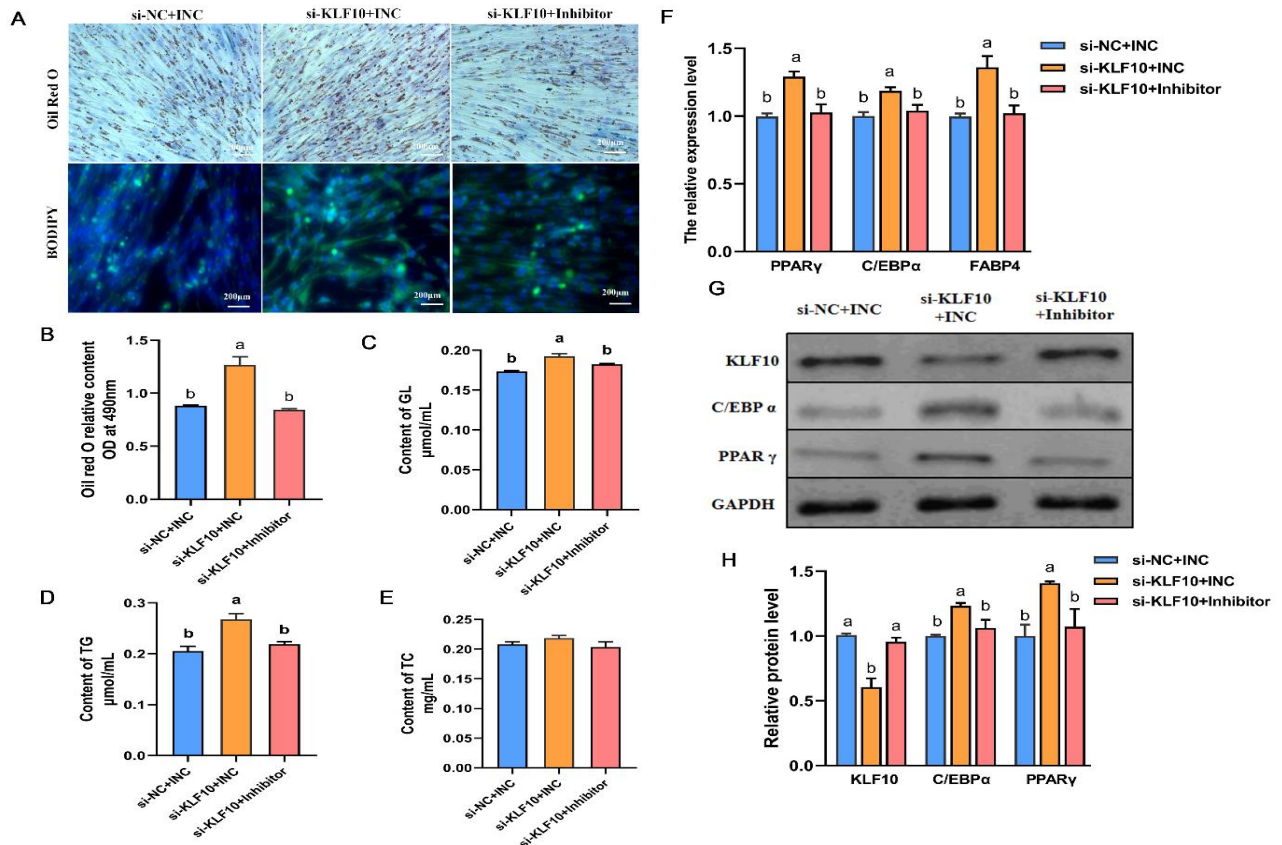 A
si-NC+INC
si-KLF10+INC
si-KLF10+Inhibitor
Oil Red O
200μm
200μm
200μm
BODIPY
200μm
200μm
200μm
B
Oil red O relative content
OD at 490nm
1.5
1.0
0.5
0.0
b
a
b
si-NC+INC
si-KLF10+INC
si-KLF10+Inhibitor
C
Content of GL
μmol/mL
0.20
0.15
0.10
0.05
0.00
b
a
b
si-NC+INC
si-KLF10+INC
si-KLF10+Inhibitor
D
Content of TG
μmol/mL
0.3
0.2
0.1
0.0
b
a
b
si-NC+INC
si-KLF10+INC
si-KLF10+Inhibitor
E
Content of TC
mg/mL
0.25
0.20
0.15
0.10
0.05
0.00
si-NC+INC
si-KLF10+INC
si-KLF10+Inhibitor
F
The relative expression level
1.5
1.0
0.5
0.0
b
a
b
b
a
b
b
a
b
PPARγ
C/EBPα
FABP4
si-NC+INC
si-KLF10+INC
si-KLF10+Inhibitor
G
si-NC+INC
si-KLF10
+INC
si-KLF10
+Inhibitor
KLF10
C/EBP α
PPAR γ
GAPDH
H
Relative protein level
1.5
1.0
0.5
0.0
a
b
a
b
a
b
b
a
b
KLF10
C/EBPα
PPARγ
si-NC+INC
si-KLF10+INC
si-KLF10+Inhibitor